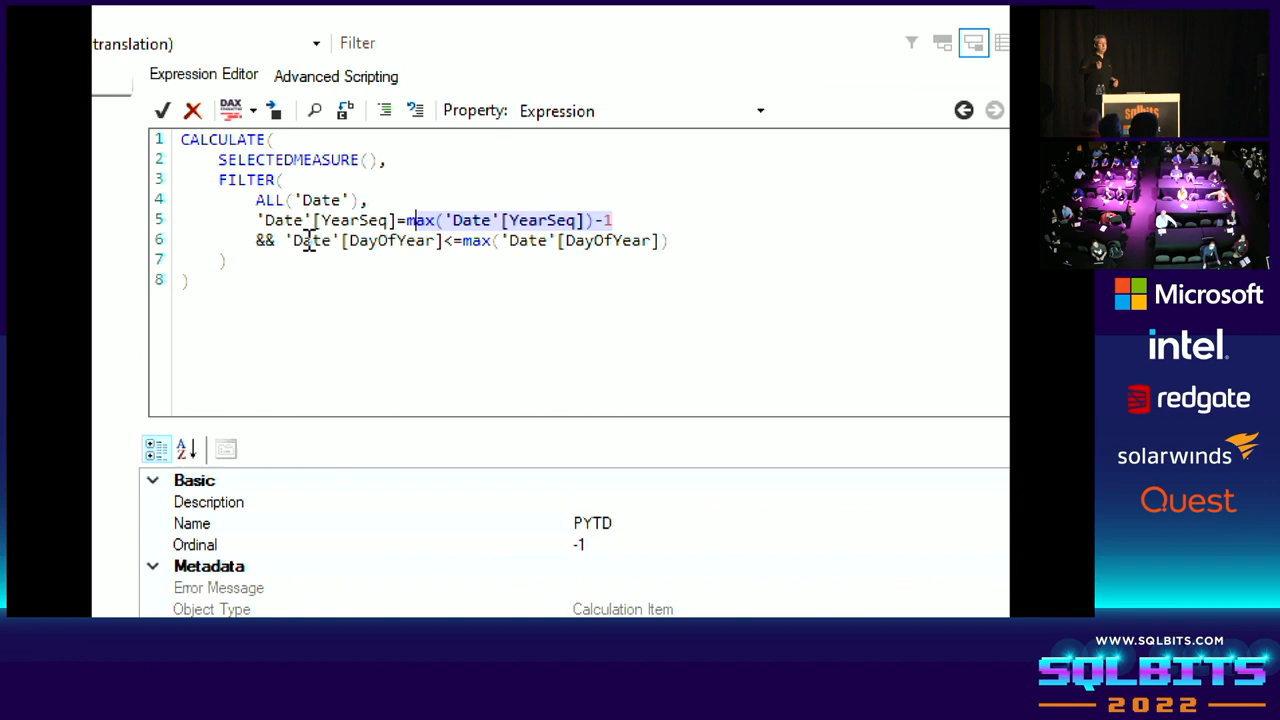 translation)
Filter
Expression Editor
Advanced Scripting
DAX
Property:
Expression
1 CALCULATE(
2 SELECTEDMEASURE(),
3 FILTER(
4 ALL('Date'),
5 'Date'[YearSeq]=max('Date'[YearSeq])-1
6 && 'Date'[DayOfYear]<=max('Date'[DayOfYear])
7 )
8 )
Basic
Description
Name PYTD
Ordinal -1
Metadata
Error Message
Object Type Calculation Item
sqlbits
Microsoft
intel.
redgate
solarwinds
Quest
WWW.SQLBITS.COM
SQLBITS
2022